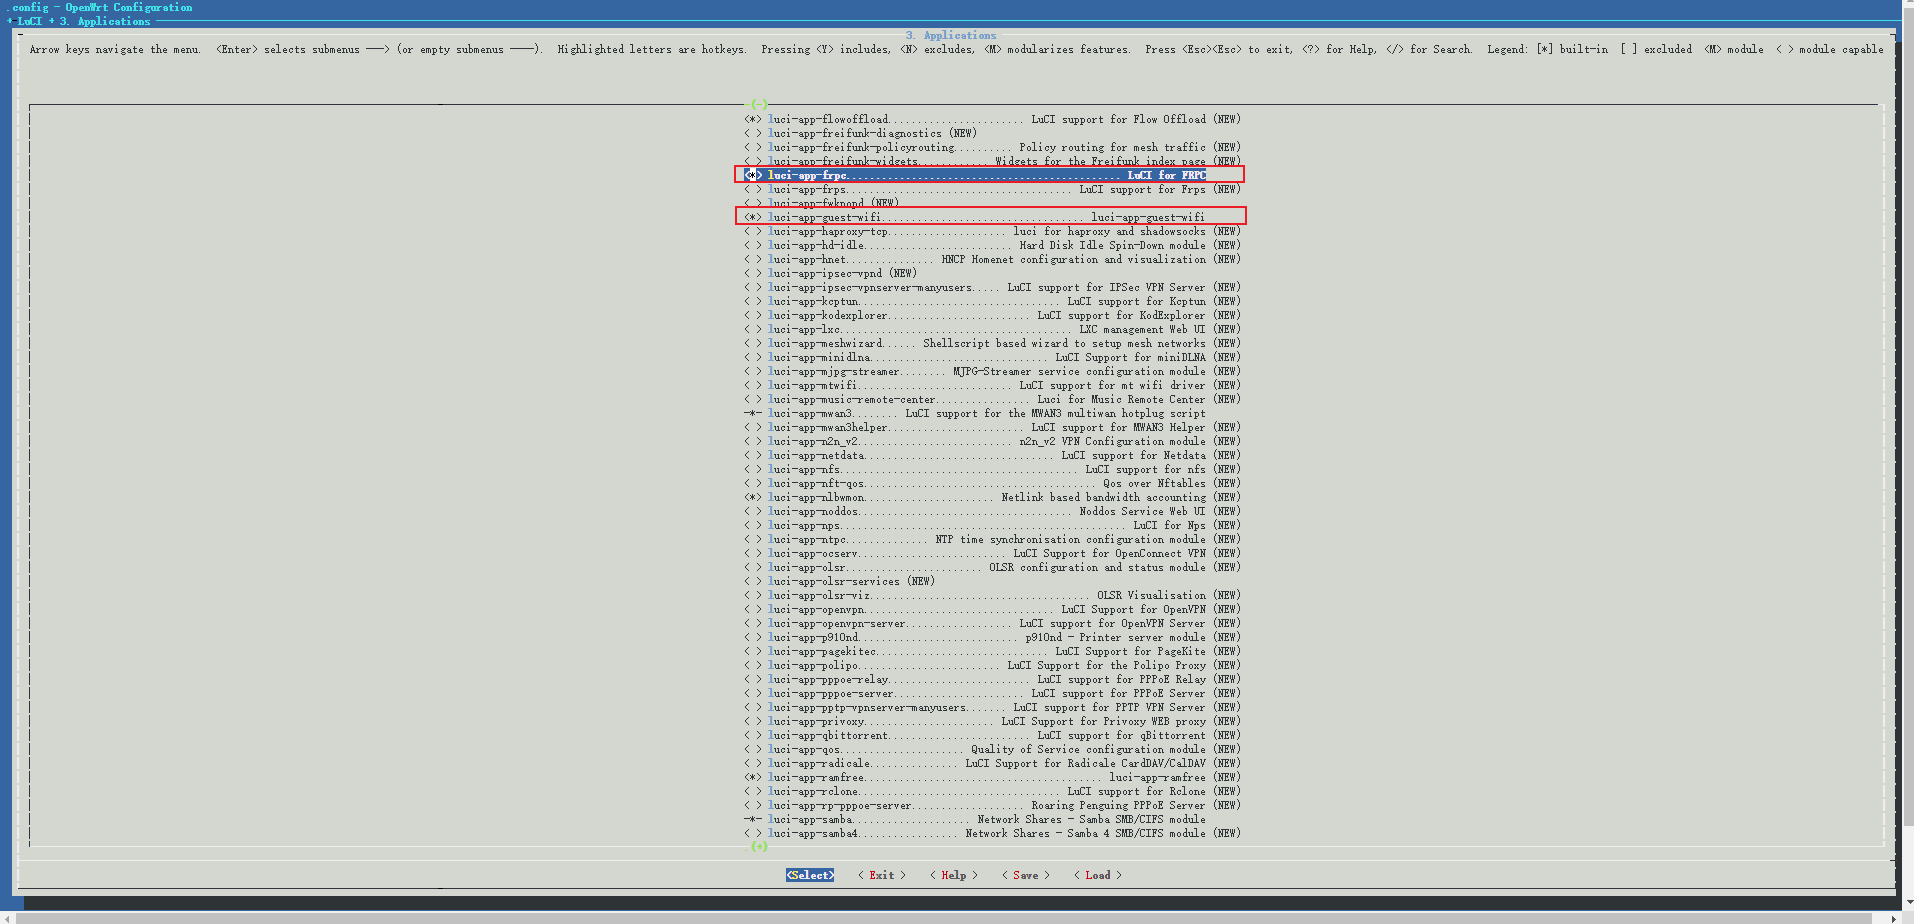 .config - OpenWrt Configuration
LuCI + 3. Applications
3. Applications
Arrow keys navigate the menu. <Enter> selects submenus ---> (or empty submenus ----). Highlighted letters are hotkeys. Pressing <Y> includes, <N> excludes, <M> modularizes features. Press <Esc><Esc> to exit, <?> for Help, </> for Search. Legend: [*] built-in [ ] excluded <M> module < > module capable
(-)
<*> luci-app-flowoffload....................... LuCI support for Flow Offload (NEW)
< > luci-app-freifunk-diagnostics (NEW)
< > luci-app-freifunk-policyrouting.......... Policy routing for mesh traffic (NEW)
< > luci-app-freifunk-widgets............ Widgets for the Freifunk index page (NEW)
<*> luci-app-frpc.............................................. LuCI for FRPC
< > luci-app-frps...................................... LuCI support for Frps (NEW)
< > luci-app-fwknopd (NEW)
<*> luci-app-guest-wifi.................................. luci-app-guest-wifi
< > luci-app-haproxy-tcp.................... luci for haproxy and shadowsocks (NEW)
< > luci-app-hd-idle......................... Hard Disk Idle Spin-Down module (NEW)
< > luci-app-hnet............... HNCP Homenet configuration and visualization (NEW)
< > luci-app-ipsec-vpnd (NEW)
< > luci-app-ipsec-vpnserver-manyusers..... LuCI support for IPSec VPN Server (NEW)
< > luci-app-kcptun.................................. LuCI support for Kcptun (NEW)
< > luci-app-kodexplorer........................ LuCI support for KodExplorer (NEW)
< > luci-app-lxc....................................... LXC management Web UI (NEW)
< > luci-app-meshwizard...... Shellscript based wizard to setup mesh networks (NEW)
< > luci-app-minidlna............................... LuCI Support for miniDLNA (NEW)
< > luci-app-mjpg-streamer........ MJPG-Streamer service configuration module (NEW)
< > luci-app-mtwifi.......................... LuCI support for mt wifi driver (NEW)
< > luci-app-music-remote-center................ Luci for Music Remote Center (NEW)
-*- luci-app-mwan3........ LuCI support for the MWAN3 multiwan hotplug script
< > luci-app-mwan3helper....................... LuCI support for MWAN3 Helper (NEW)
< > luci-app-n2n_v2.......................... n2n_v2 VPN Configuration module (NEW)
< > luci-app-netdata................................ LuCI support for Netdata (NEW)
< > luci-app-nfs........................................ LuCI support for nfs (NEW)
< > luci-app-nft-qos....................................... Qos over Nftables (NEW)
<*> luci-app-nlbwmon...................... Netlink based bandwidth accounting (NEW)
< > luci-app-noddos.................................... Noddos Service Web UI (NEW)
< > luci-app-nps................................................ LuCI for Nps (NEW)
< > luci-app-ntpc.............. NTP time synchronisation configuration module (NEW)
< > luci-app-ocserv......................... LuCI Support for OpenConnect VPN (NEW)
< > luci-app-olsr....................... OLSR configuration and status module (NEW)
< > luci-app-olsr-services (NEW)
< > luci-app-olsr-viz..................................... OLSR Visualisation (NEW)
< > luci-app-openvpn................................ LuCI Support for OpenVPN (NEW)
< > luci-app-openvpn-server.................. LuCI support for OpenVPN Server (NEW)
< > luci-app-p910nd............................ p910nd - Printer server module (NEW)
< > luci-app-pagekitec.............................. LuCI Support for PageKite (NEW)
< > luci-app-polipo........................ LuCI Support for the Polipo Proxy (NEW)
< > luci-app-pppoe-relay......................... LuCI support for PPPoE Relay (NEW)
< > luci-app-pppoe-server....................... LuCI support for PPPoE Server (NEW)
< > luci-app-pptp-vpnserver-manyusers....... LuCI support for PPTP VPN Server (NEW)
< > luci-app-privoxy...................... LuCI Support for Privoxy WEB proxy (NEW)
< > luci-app-qbittorrent......................... LuCI support for qBittorrent (NEW)
< > luci-app-qos..................... Quality of Service configuration module (NEW)
< > luci-app-radicale............... LuCI Support for Radicale CardDAV/CalDAV (NEW)
<*> luci-app-ramfree........................................ luci-app-ramfree (NEW)
< > luci-app-rclone.................................. LuCI support for Rclone (NEW)
< > luci-app-rp-pppoe-server.................... Roaring Penguing PPPoE Server (NEW)
-*- luci-app-samba.................... Network Shares - Samba SMB/CIFS module
< > luci-app-samba4................. Network Shares - Samba 4 SMB/CIFS module (NEW)
(+)
<Select> < Exit > < Help > < Save > < Load >